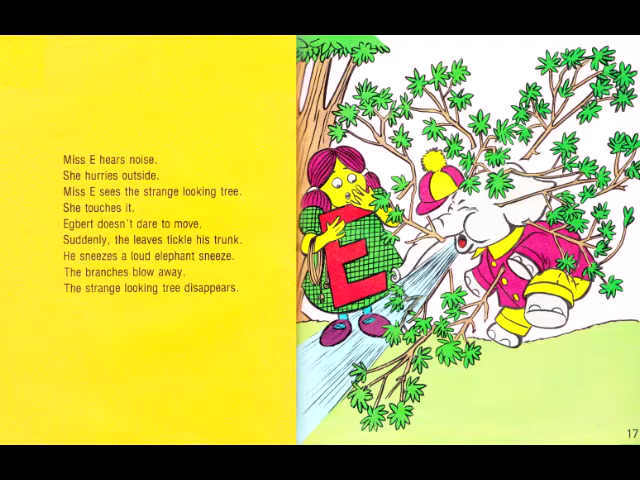 Miss E hears noise.
She hurries outside.
Miss E sees the strange looking tree.
She touches it.
Egbert doesn't dare to move.
Suddenly, the leaves tickle his trunk.
He sneezes a loud elephant sneeze.
The branches blow away.
The strange looking tree disappears.
E
17